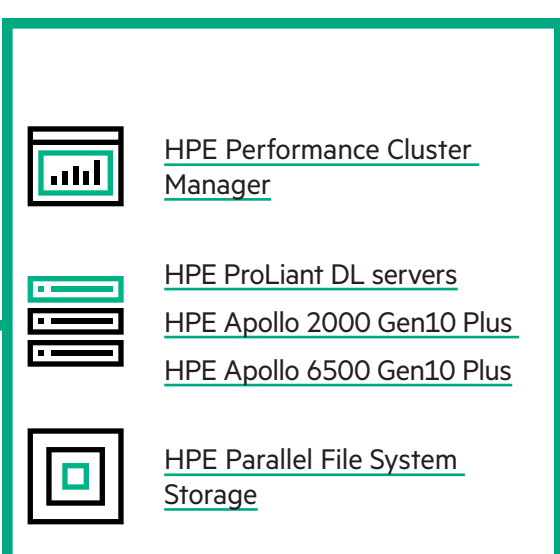 HPE Performance Cluster
Manager
HPE ProLiant DL servers
HPE Apollo 2000 Gen10 Plus
HPE Apollo 6500 Gen10 Plus
HPE Parallel File System
Storage